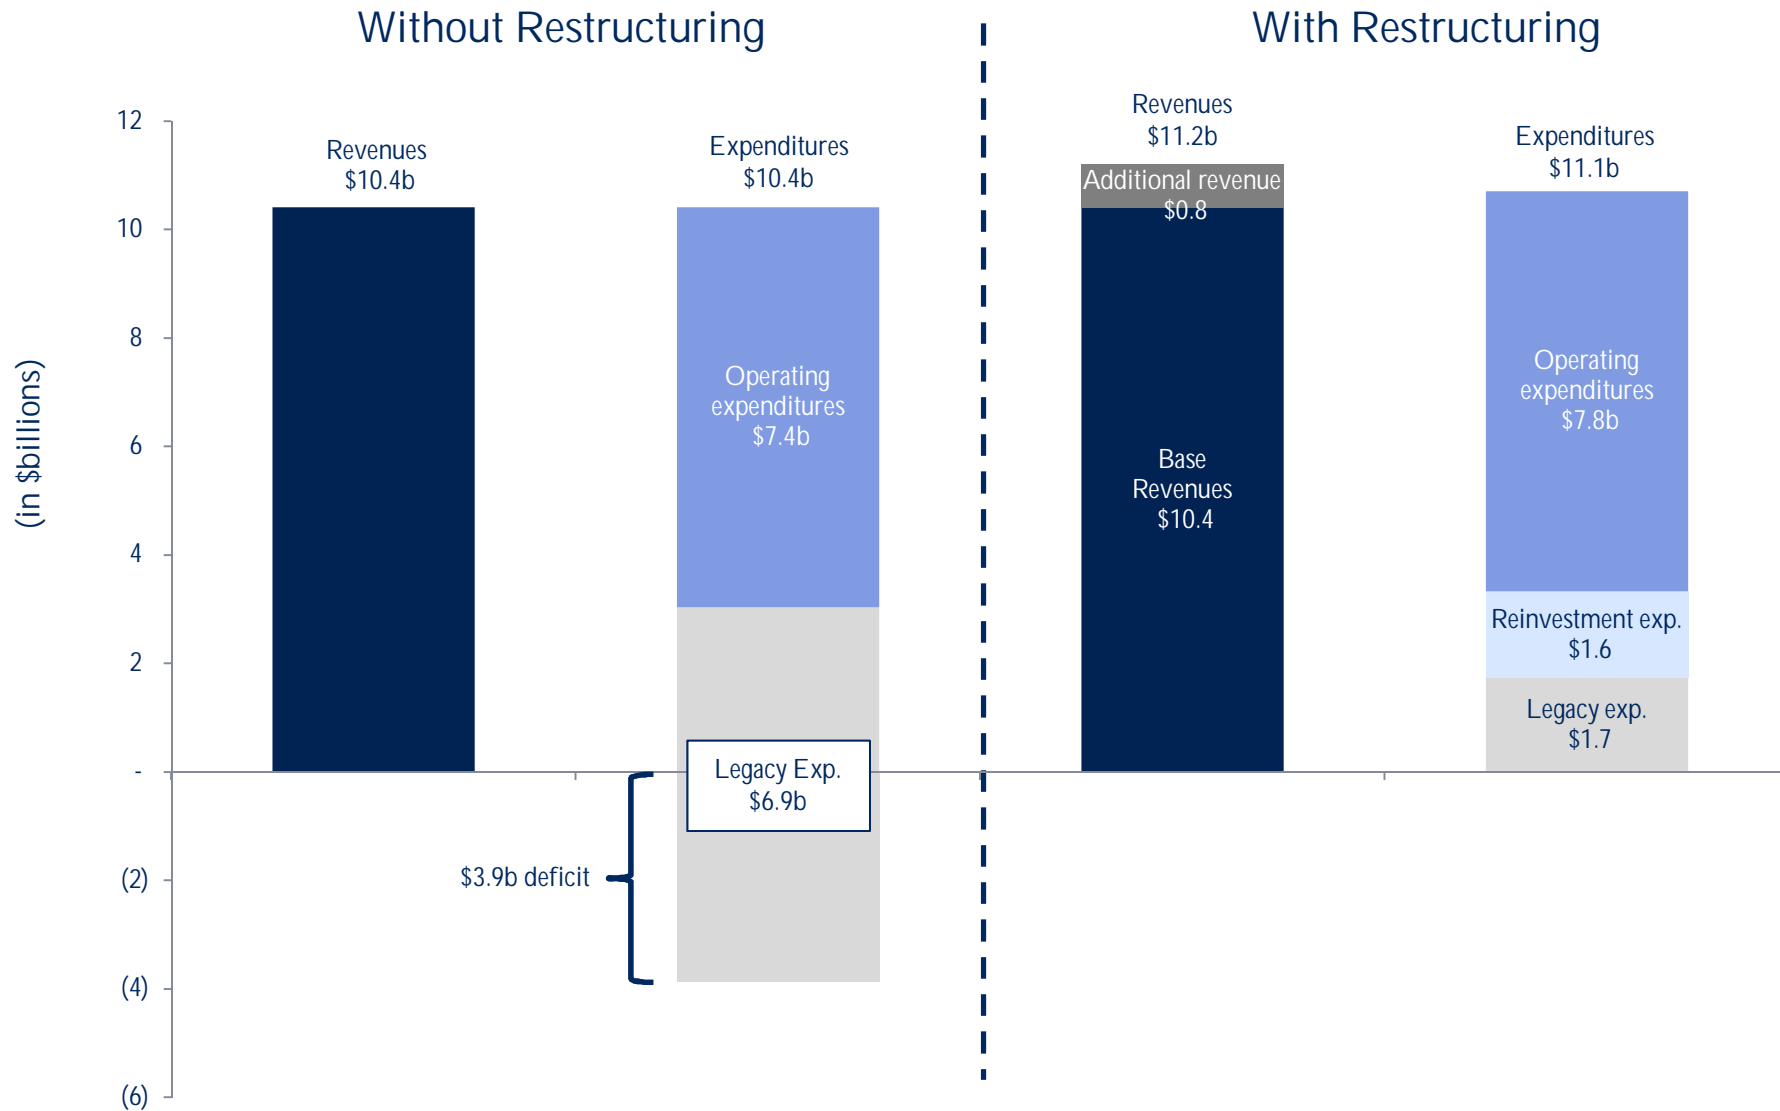 Without Restructuring
With Restructuring
(in $billions)
12
10
8
6
4
2
-
(2)
(4)
(6)
Revenues
$10.4b
Expenditures
$10.4b
Operating
expenditures
$7.4b
Legacy Exp.
$6.9b
$3.9b deficit
Revenues
$11.2b
Additional revenue
$0.8
Base
Revenues
$10.4
Expenditures
$11.1b
Operating
expenditures
$7.8b
Reinvestment exp.
$1.6
Legacy exp.
$1.7